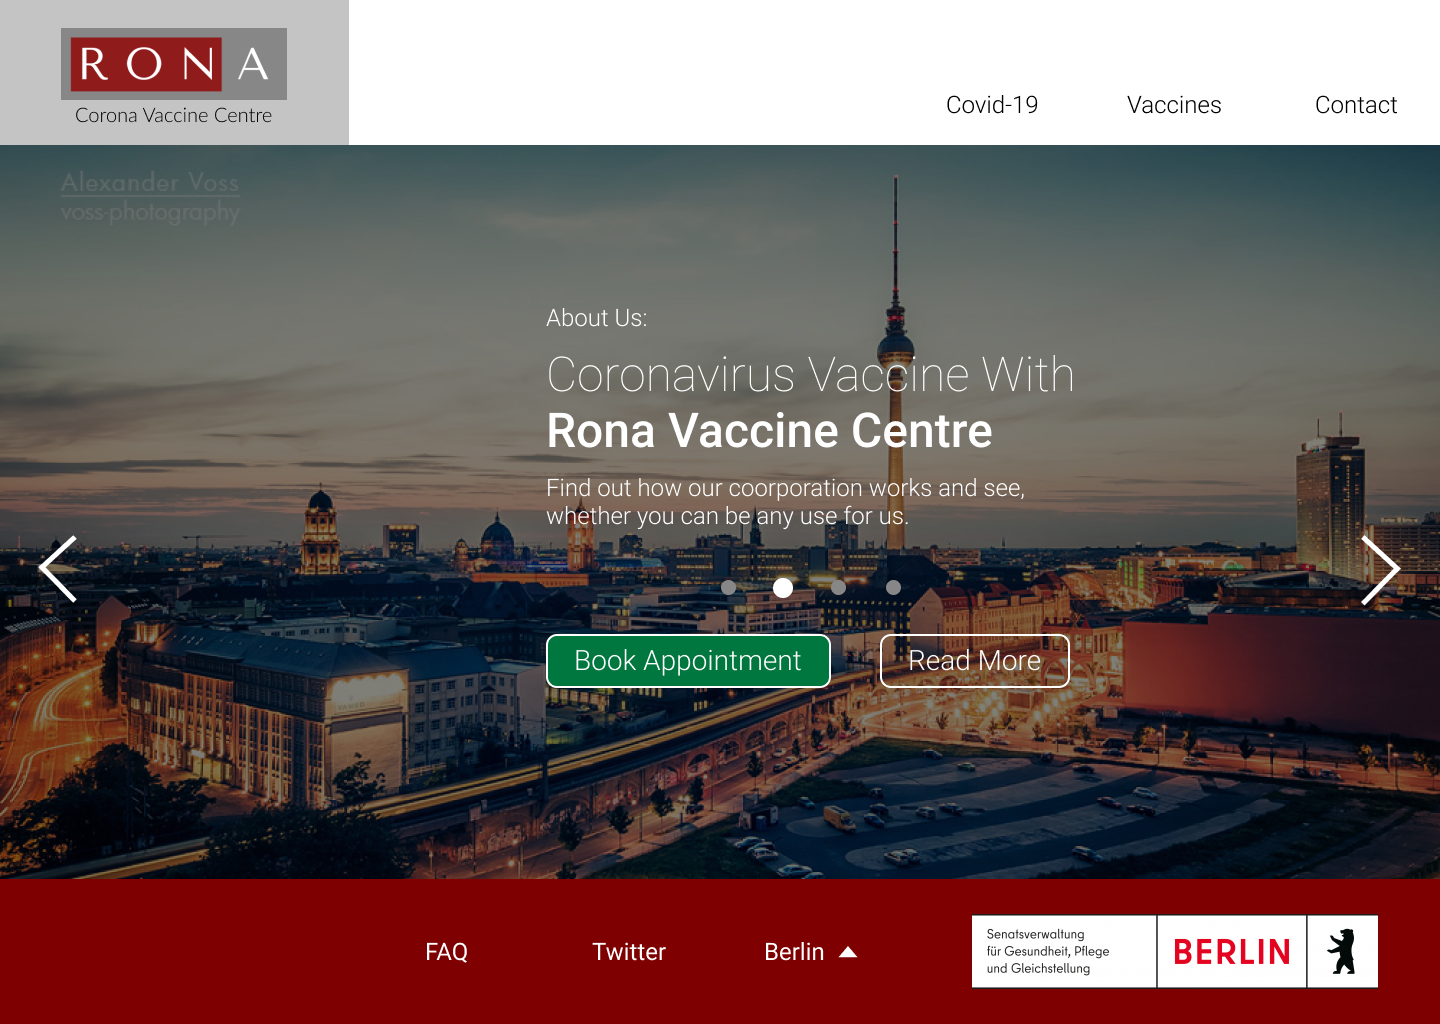 RONA
Corona Vaccine Centre
Covid-19
Vaccines
Contact
Alexander Voss
voss-photography
About Us:
Coronavirus Vaccine With
Rona Vaccine Centre
Find out how our coorporation works and see,
whether you can be any use for us.
Book Appointment
Read More
FAQ
Twitter
Berlin
Senatsverwaltung
für Gesundheit, Pflege
und Gleichstellung
BERLIN